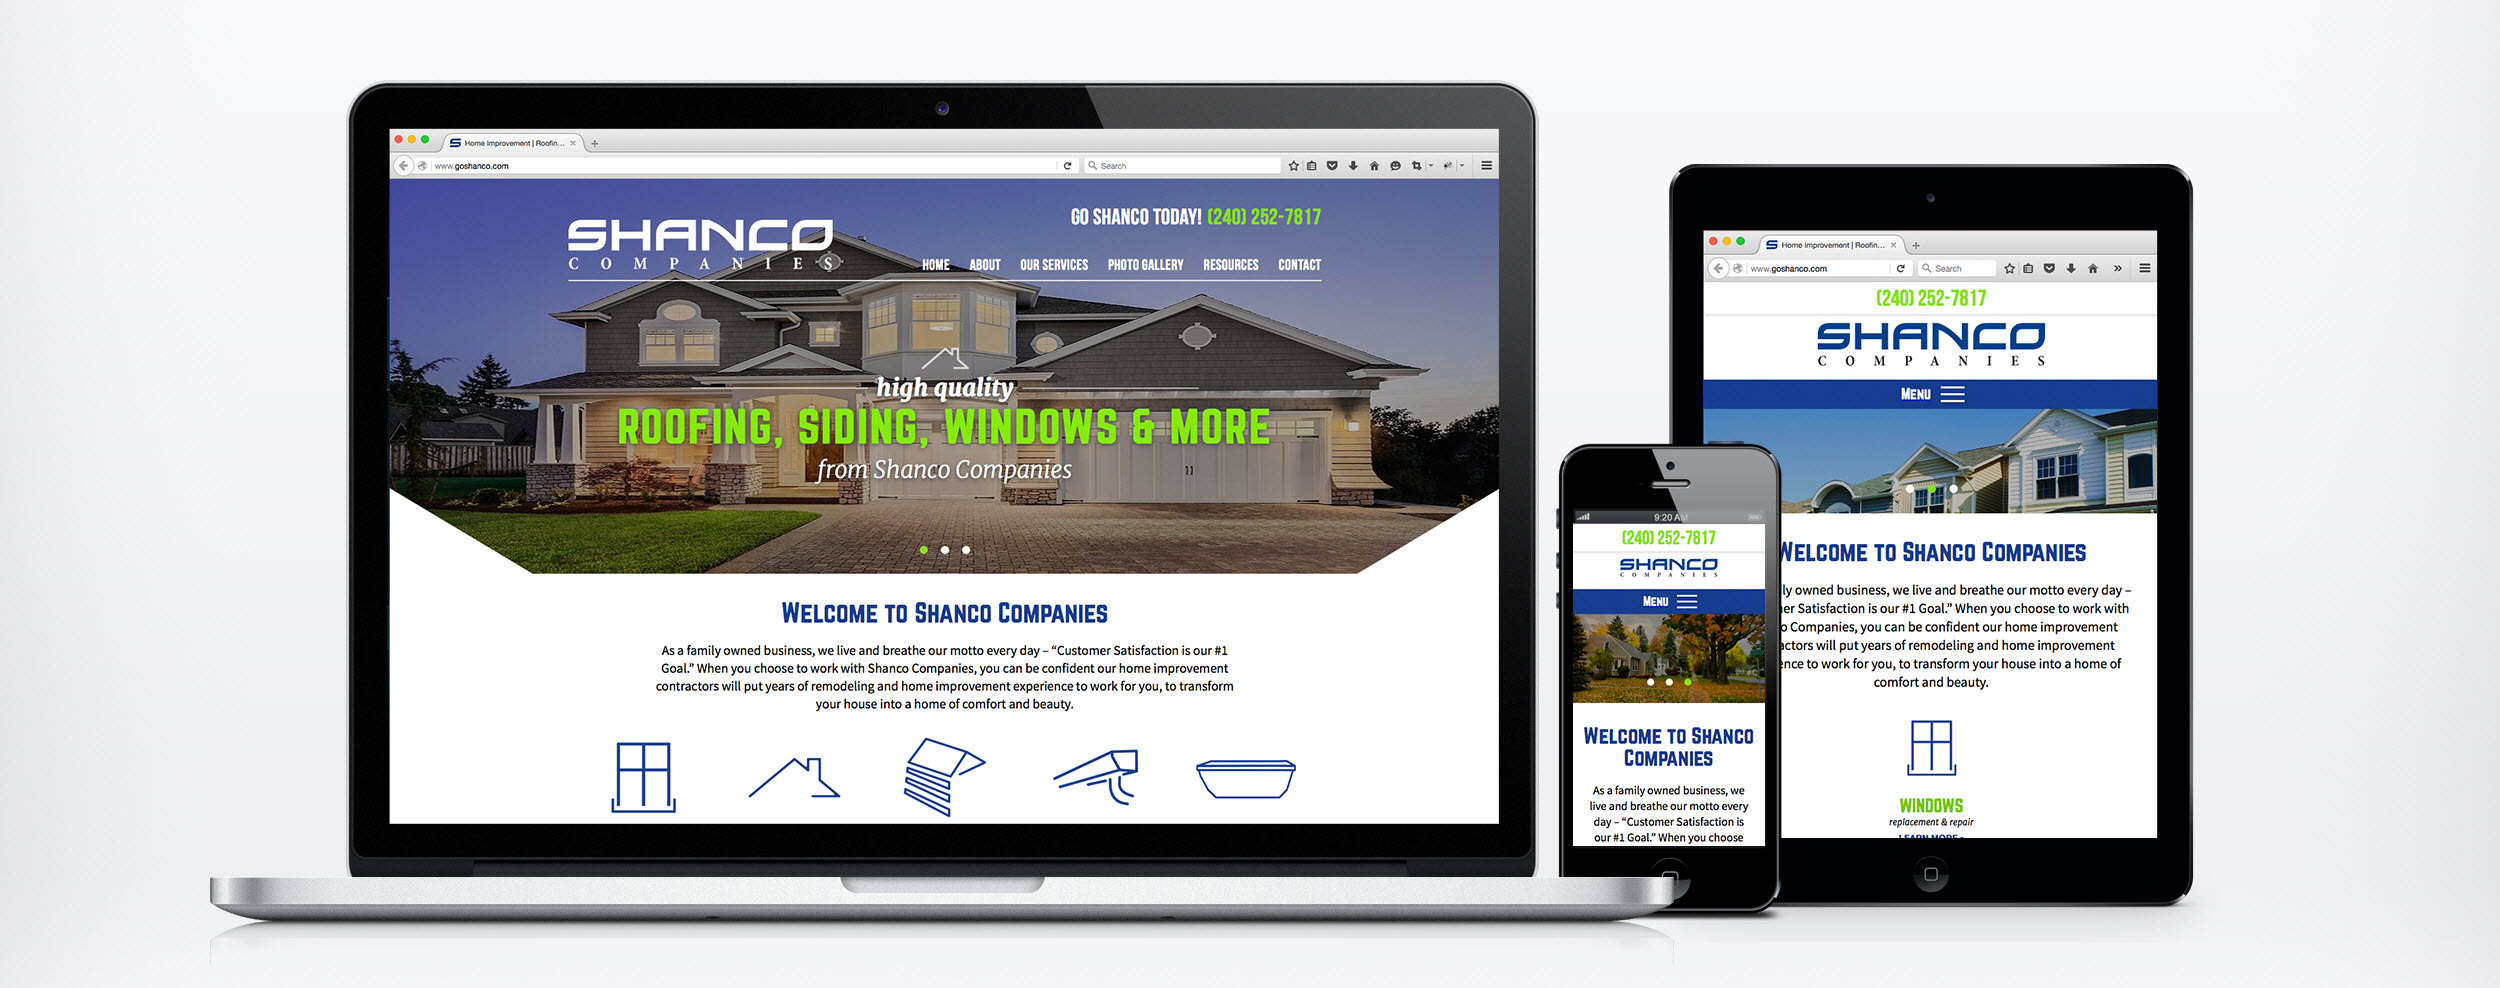 Home Improvement | Roofin...
www.goshanco.com
Search
SHANCO
COMPANIES
GO SHANCO TODAY! (240) 252-7817
HOME ABOUT OUR SERVICES PHOTO GALLERY RESOURCES CONTACT
high quality
ROOFING, SIDING, WINDOWS & MORE
from Shanco Companies
WELCOME TO SHANCO COMPANIES
As a family owned business, we live and breathe our motto every day – “Customer Satisfaction is our #1
Goal.” When you choose to work with Shanco Companies, you can be confident our home improvement
contractors will put years of remodeling and home improvement experience to work for you, to transform
your house into a home of comfort and beauty.
9:20 AM
(240) 252-7817
SHANCO
COMPANIES
MENU
WELCOME TO SHANCO
COMPANIES
As a family owned business, we
live and breathe our motto every
day – “Customer Satisfaction is
our #1 Goal.” When you choose
Home Improvement | Roofin...
www.goshanco.com
Search
(240) 252-7817
SHANCO
COMPANIES
MENU
WELCOME TO SHANCO COMPANIES
ly owned business, we live and breathe our motto every day –
er Satisfaction is our #1 Goal.” When you choose to work with
o Companies, you can be confident our home improvement
actors will put years of remodeling and home improvement
ence to work for you, to transform your house into a home of
comfort and beauty.
WINDOWS
replacement & repair
LEARN MORE